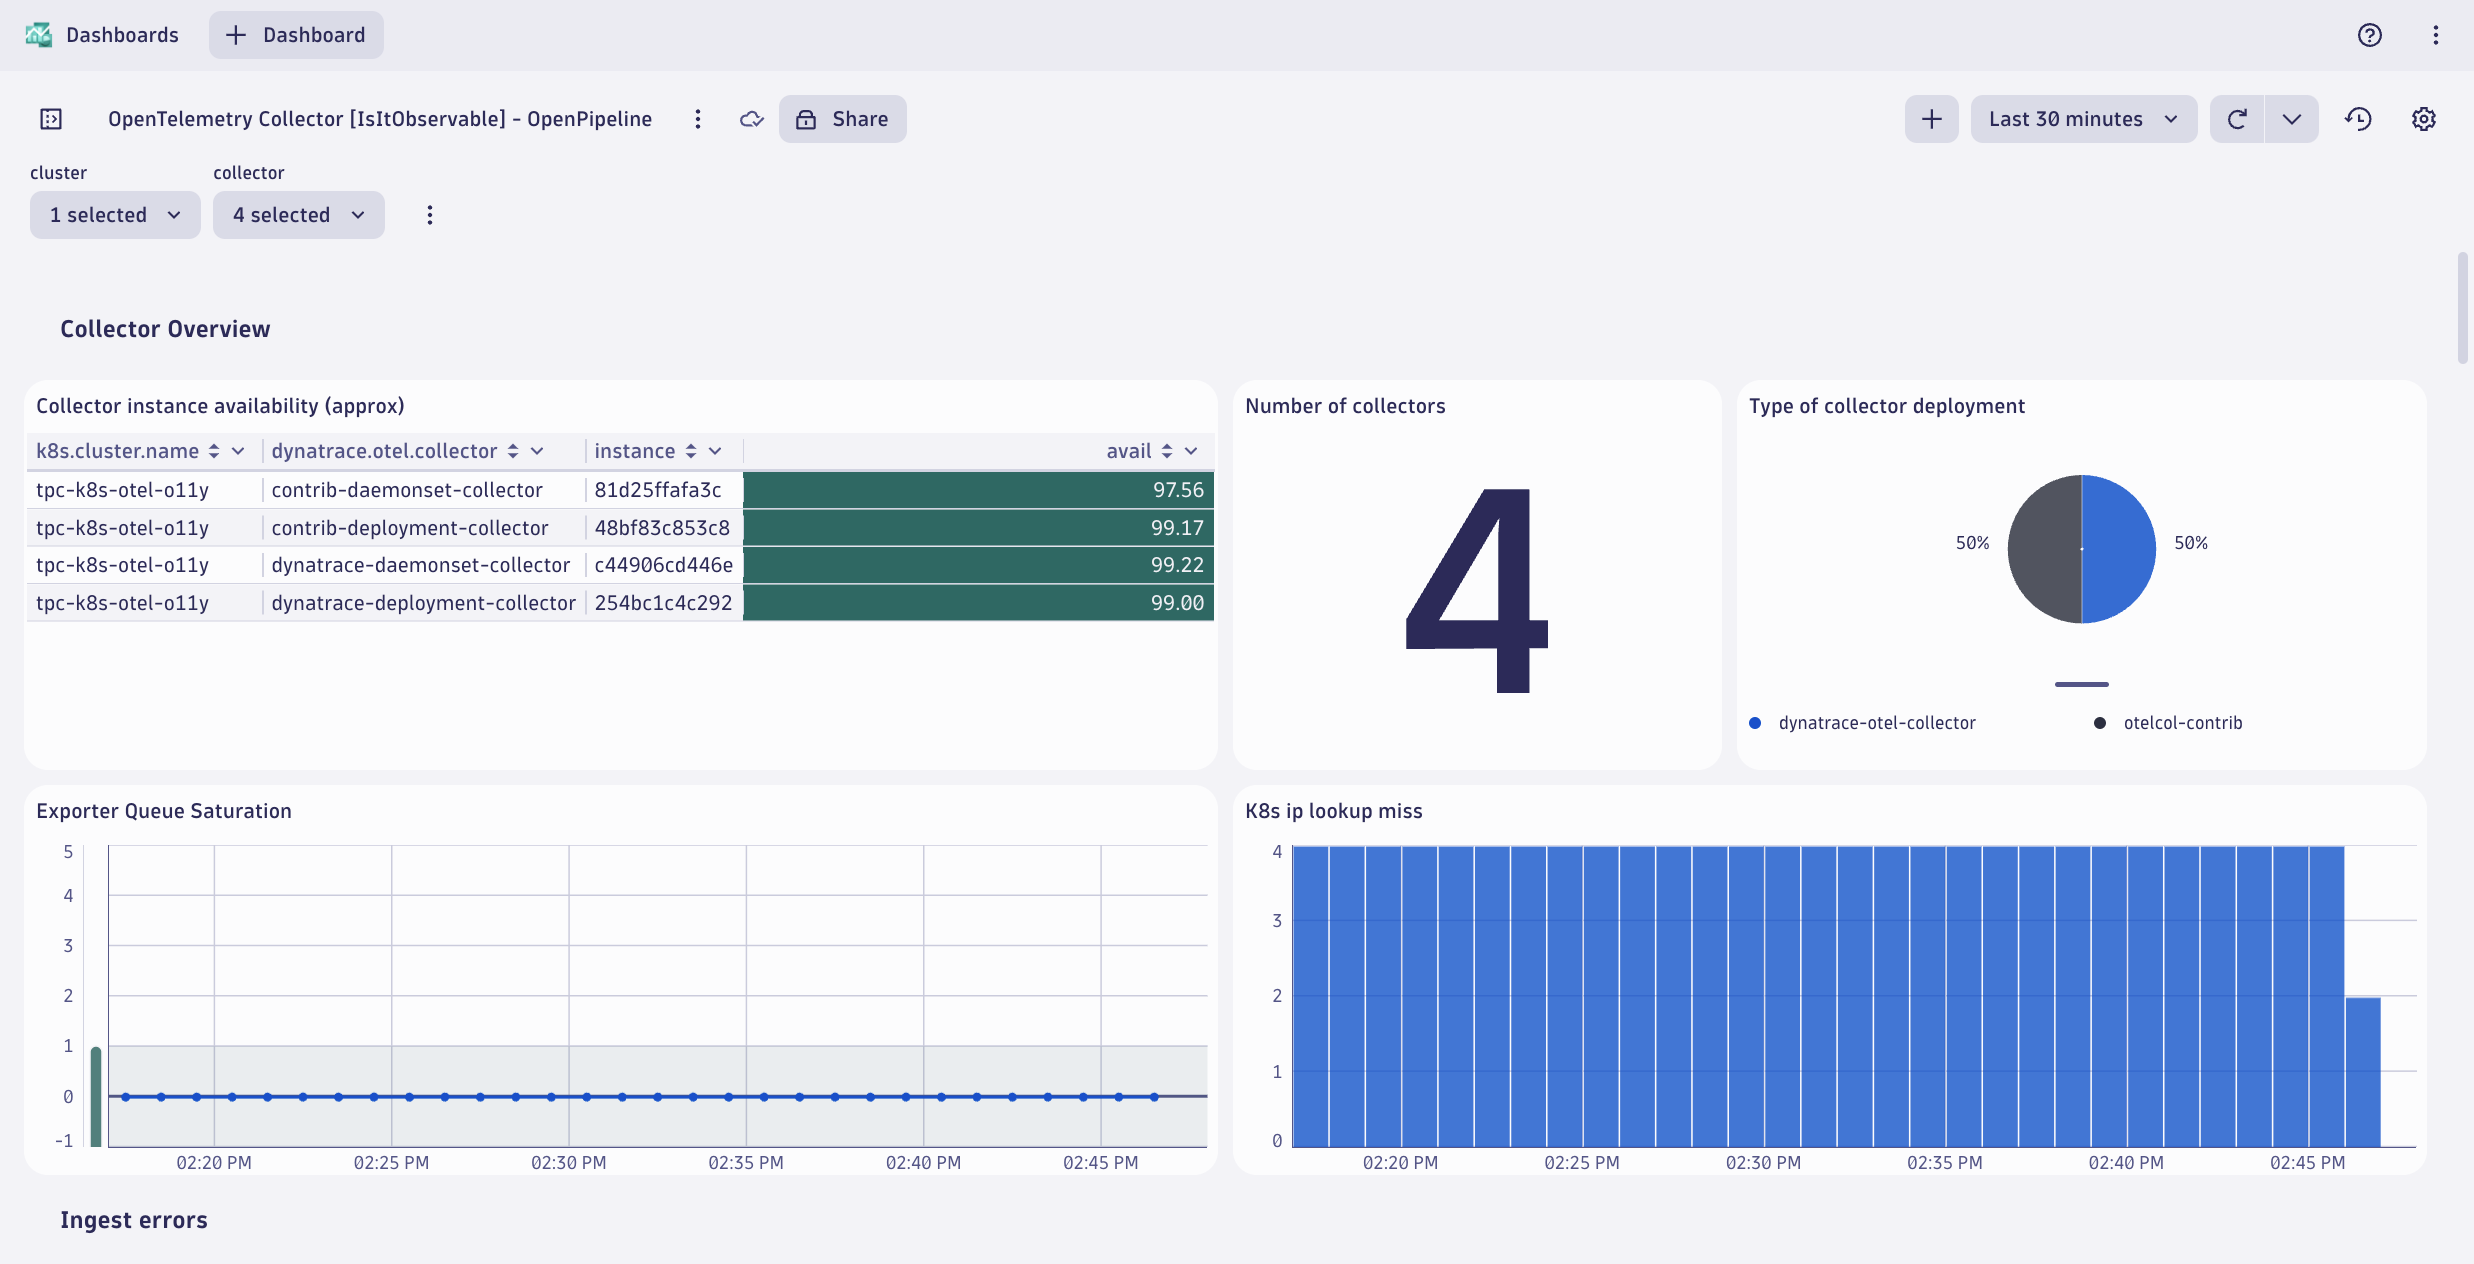 Dashboards + Dashboard
OpenTelemetry Collector [IsItObservable] - OpenPipeline Share Last 30 minutes
cluster collector
1 selected 4 selected
Collector Overview
Collector instance availability (approx)
k8s.cluster.name dynatrace.otel.collector instance avail
tpc-k8s-otel-o11y contrib-daemonset-collector 81d25ffafa3c 97.56
tpc-k8s-otel-o11y contrib-deployment-collector 48bf83c853c8 99.17
tpc-k8s-otel-o11y dynatrace-daemonset-collector c44906cd446e 99.22
tpc-k8s-otel-o11y dynatrace-deployment-collector 254bc1c4c292 99.00
Number of collectors
4
Type of collector deployment
50% 50%
dynatrace-otel-collector otelcol-contrib
Exporter Queue Saturation
5
4
3
2
1
0
-1
02:20 PM 02:25 PM 02:30 PM 02:35 PM 02:40 PM 02:45 PM
K8s ip lookup miss
4
3
2
1
0
02:20 PM 02:25 PM 02:30 PM 02:35 PM 02:40 PM 02:45 PM
Ingest errors